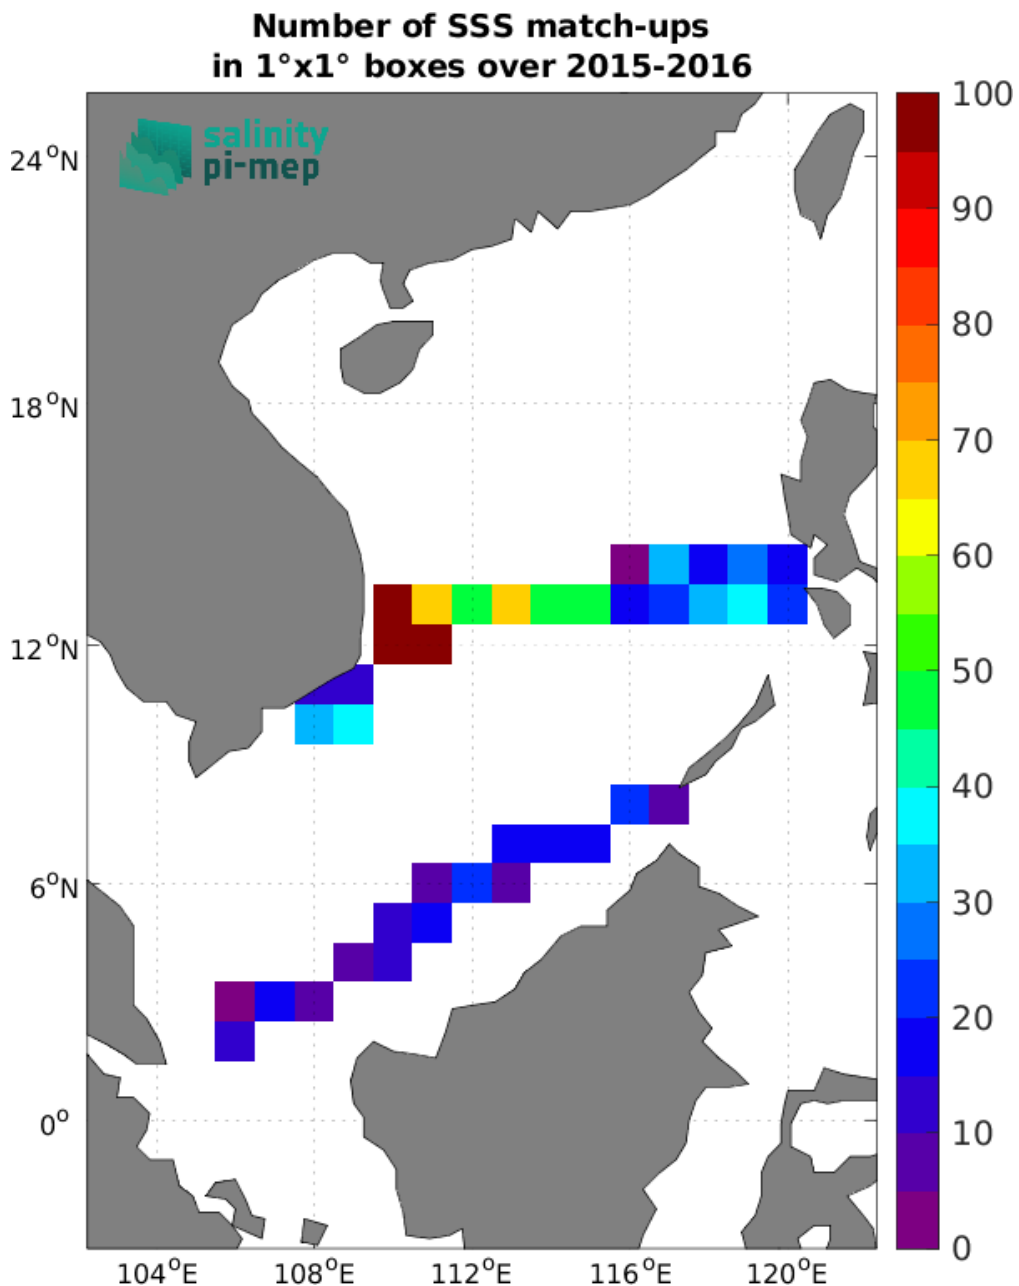 Number of SSS match-ups
in 1°x1° boxes over 2015-2016
salinity
pi-mep
24°N
18°N
12°N
6°N
0°
104°E
108°E
112°E
116°E
120°E
100
90
80
70
60
50
40
30
20
10
0